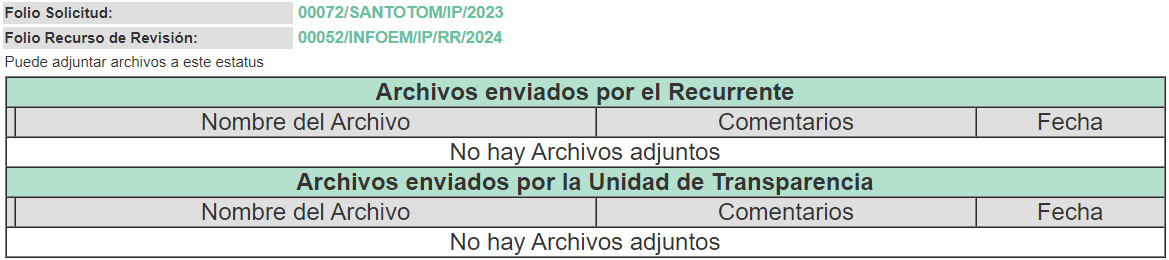 Folio Solicitud: 00072/SANTOTOM/IP/2023
Folio Recurso de Revisión: 00052/INFOEM/IP/RR/2024
Puede adjuntar archivos a este estatus
Archivos enviados por el Recurrente
Nombre del Archivo Comentarios Fecha
No hay Archivos adjuntos
Archivos enviados por la Unidad de Transparencia
Nombre del Archivo Comentarios Fecha
No hay Archivos adjuntos